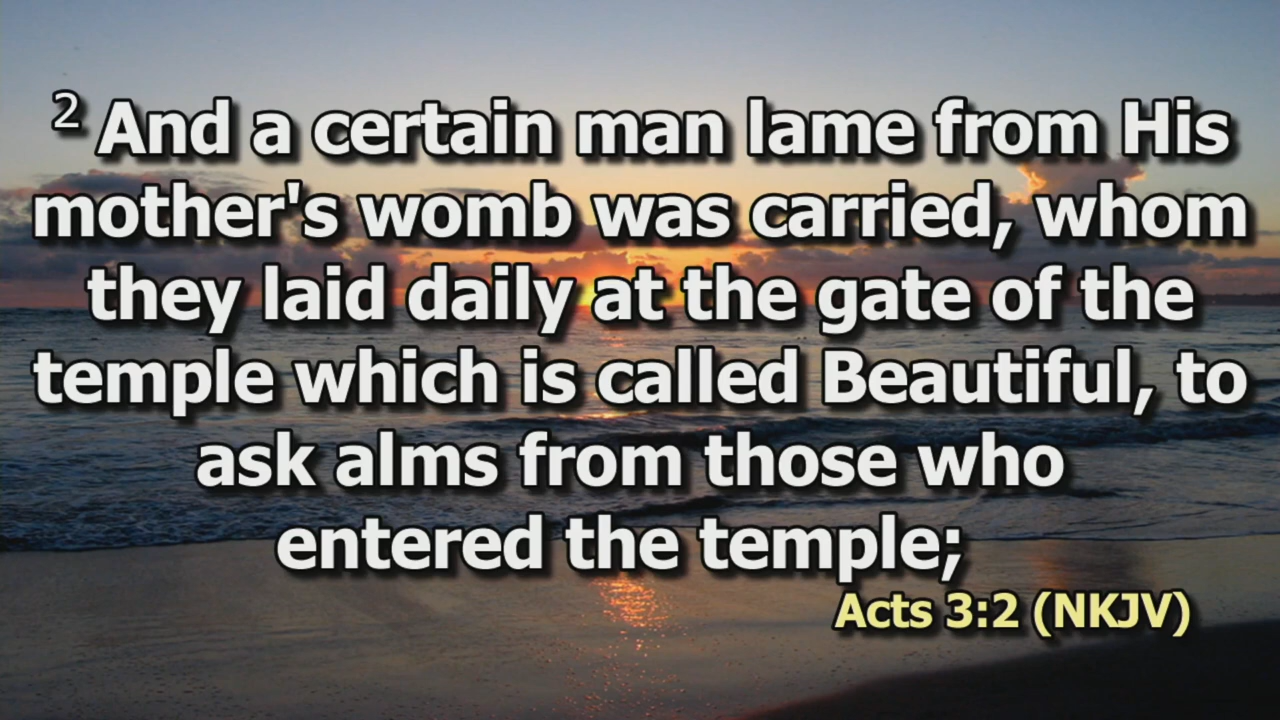 2 And a certain man lame from His
mother's womb was carried, whom
they laid daily at the gate of the
temple which is called Beautiful, to
ask alms from those who
entered the temple;
Acts 3:2 (NKJV)